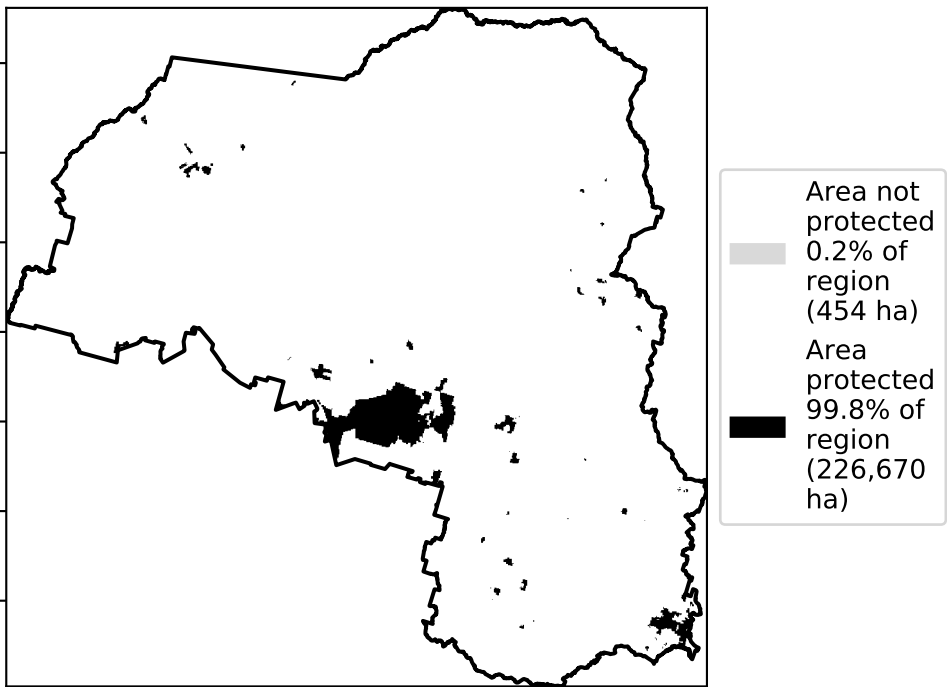 Area not
protected
0.2% of
region
(454 ha)
Area
protected
99.8% of
region
(226,670
ha)